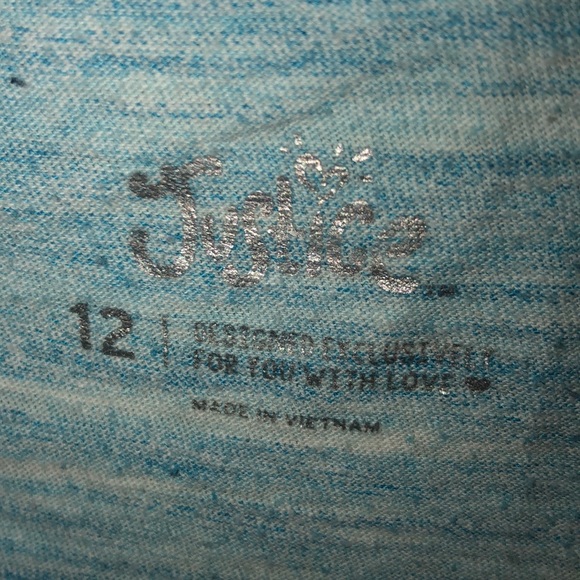 Justice
12 | DESIGNED EXCLUSIVELY
FOR YOU WITH LOVE
MADE IN VIETNAM